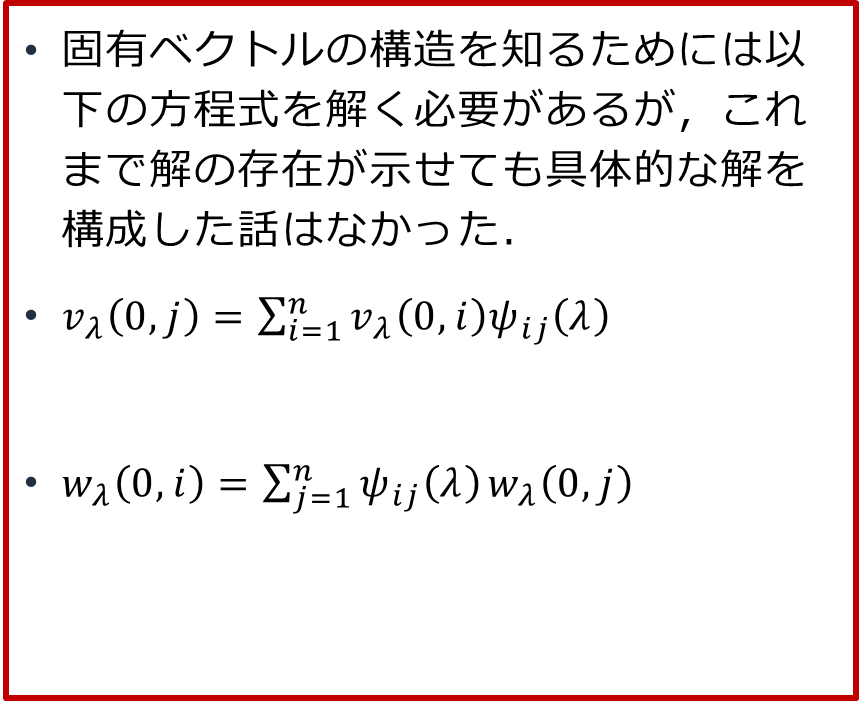 • 固有ベクトルの構造を知るためには以
下の方程式を解く必要があるが，これ
まで解の存在が示せても具体的な解を
構成した話はなかった．
• 𝑣_𝜆(0, 𝑗) = ∑_{𝑖=1}^{𝑛} 𝑣_𝜆(0, 𝑖)𝜓_{𝑖𝑗}(𝜆)
• 𝑤_𝜆(0, 𝑖) = ∑_{𝑗=1}^{𝑛} 𝜓_{𝑖𝑗}(𝜆) 𝑤_𝜆(0, 𝑗)